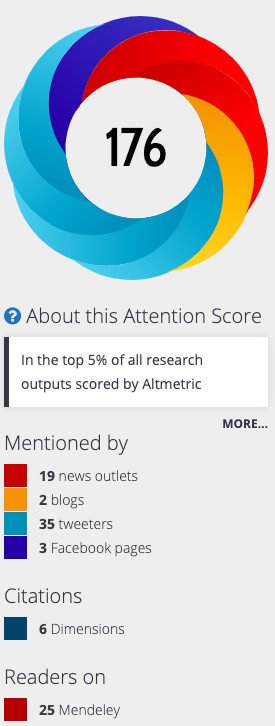 176
? About this Attention Score
In the top 5% of all research
outputs scored by Altmetric
MORE...
Mentioned by
19 news outlets
2 blogs
35 tweeters
3 Facebook pages
Citations
6 Dimensions
Readers on
25 Mendeley